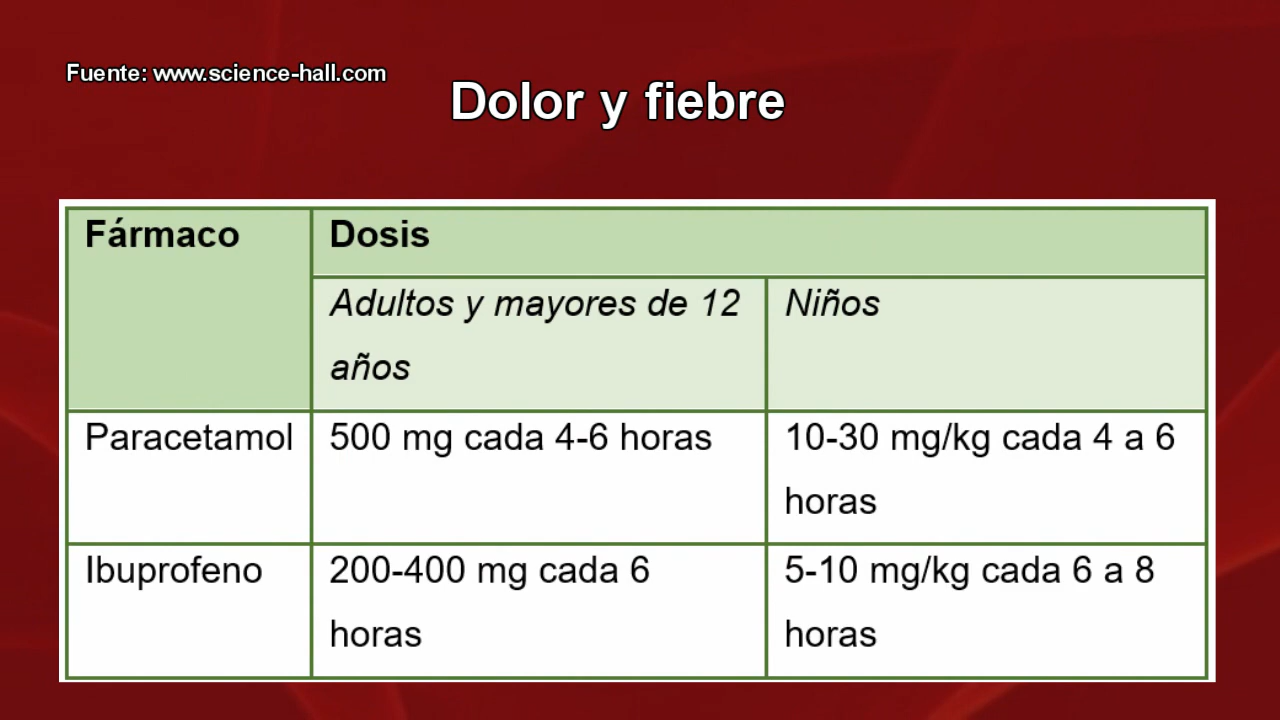 Fuente: www.science-hall.com
Dolor y fiebre
Fármaco
Dosis
Adultos y mayores de 12
años
Niños
Paracetamol
500 mg cada 4-6 horas
10-30 mg/kg cada 4 a 6
horas
Ibuprofeno
200-400 mg cada 6
horas
5-10 mg/kg cada 6 a 8
horas